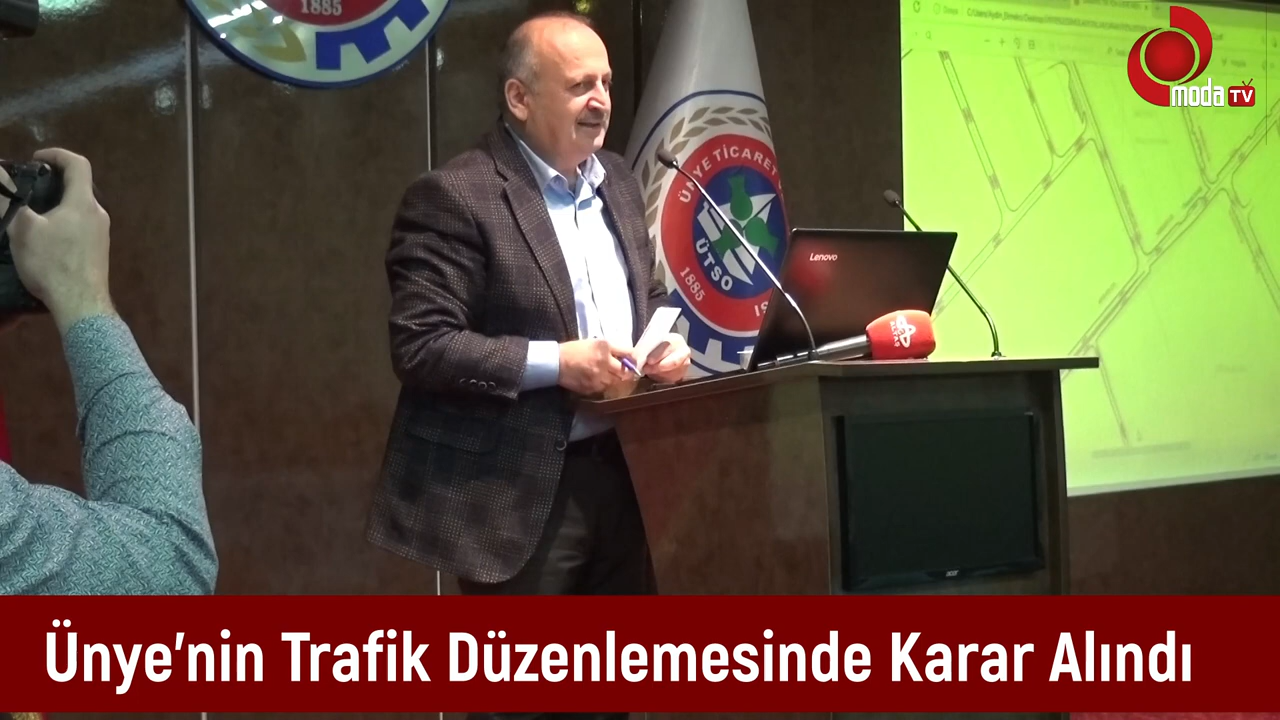 1885
moda TV
ÜNYE TİCARET
ÜTSO
1885
Lenovo
Ünye’nin Trafik Düzenlemesinde Karar Alındı